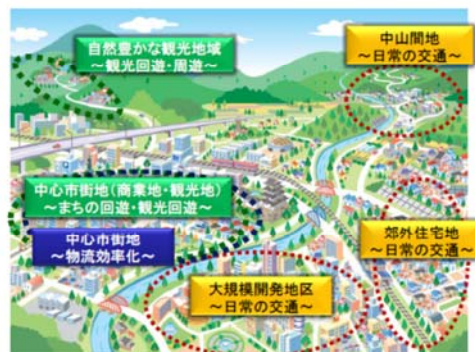 自然豊かな観光地域
～観光回遊・周遊～
中山間地
～日常の交通～
中心市街地(商業地・観光地)
～まちの回遊・観光回遊～
中心市街地
～物流効率化～
郊外住宅地
～日常の交通～
大規模開発地区
～日常の交通～